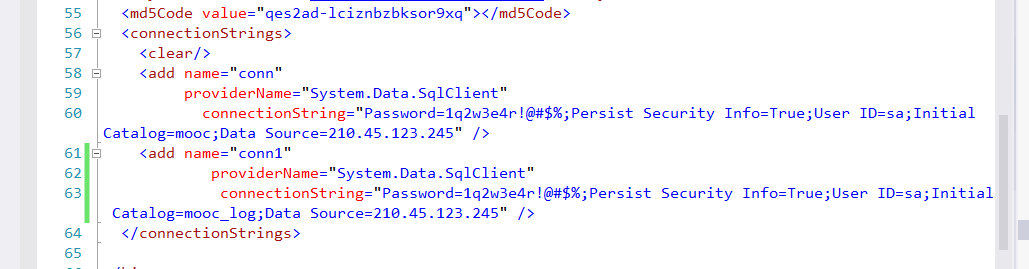 55 <md5Code value="qes2ad-lciznbzbksor9xq"></md5Code>
56 <connectionStrings>
57 <clear/>
58 <add name="conn"
59 providerName="System.Data.SqlClient"
60 connectionString="Password=1q2w3e4r!@#$%;Persist Security Info=True;User ID=sa;Initial
Catalog=mooc;Data Source=210.45.123.245" />
61 <add name="conn1"
62 providerName="System.Data.SqlClient"
63 connectionString="Password=1q2w3e4r!@#$%;Persist Security Info=True;User ID=sa;Initial
Catalog=mooc_log;Data Source=210.45.123.245" />
64 </connectionStrings>
65